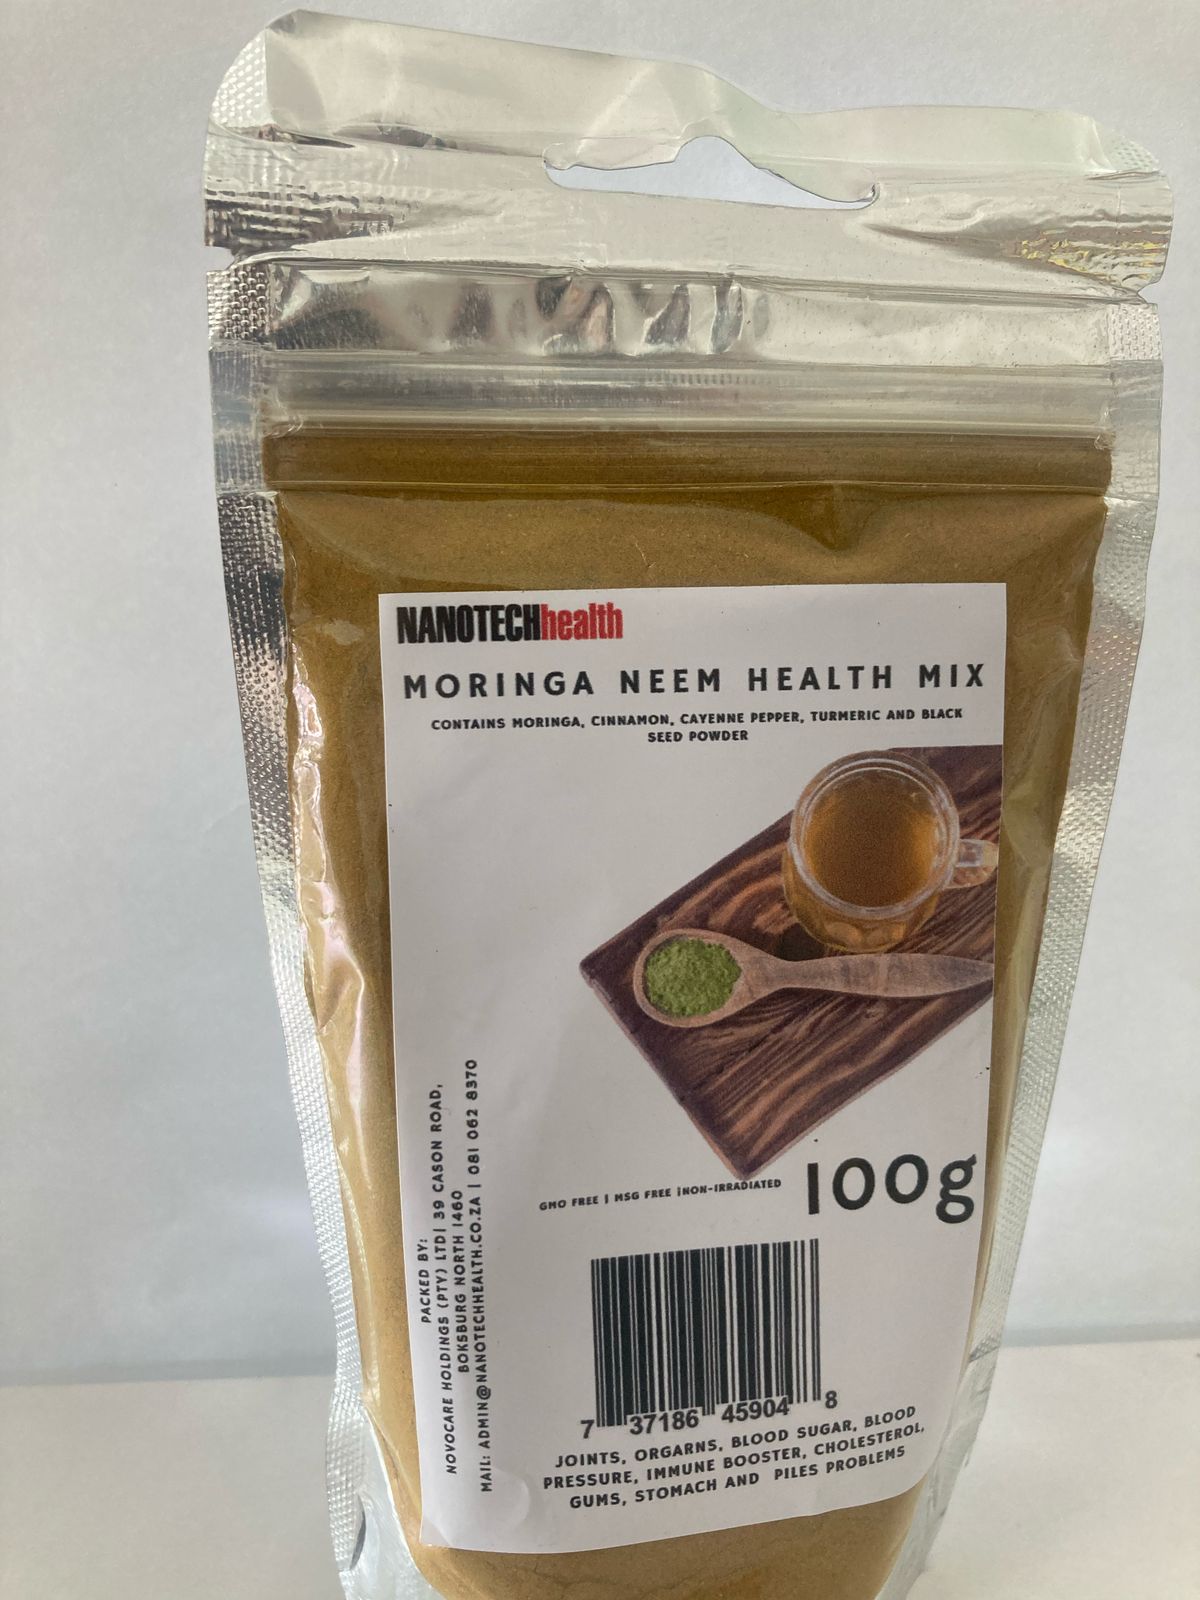 NANOTECHhealth
MORINGA NEEM HEALTH MIX
CONTAINS MORINGA, CINNAMON, CAYENNE PEPPER, TURMERIC AND BLACK
SEED POWDER
PACKED BY:
NOVOCARE HOLDINGS (PTY) LTD| 39 CASON ROAD,
BOKSBURG NORTH 1460
MAIL: ADMIN@NANOTECHHEALTH.CO.ZA | 081 062 8370
GMO FREE | MSG FREE |NON-IRRADIATED
100g
7 37186 45904 8
JOINTS, ORGARNS, BLOOD SUGAR, BLOOD
PRESSURE, IMMUNE BOOSTER, CHOLESTEROL,
GUMS, STOMACH AND PILES PROBLEMS